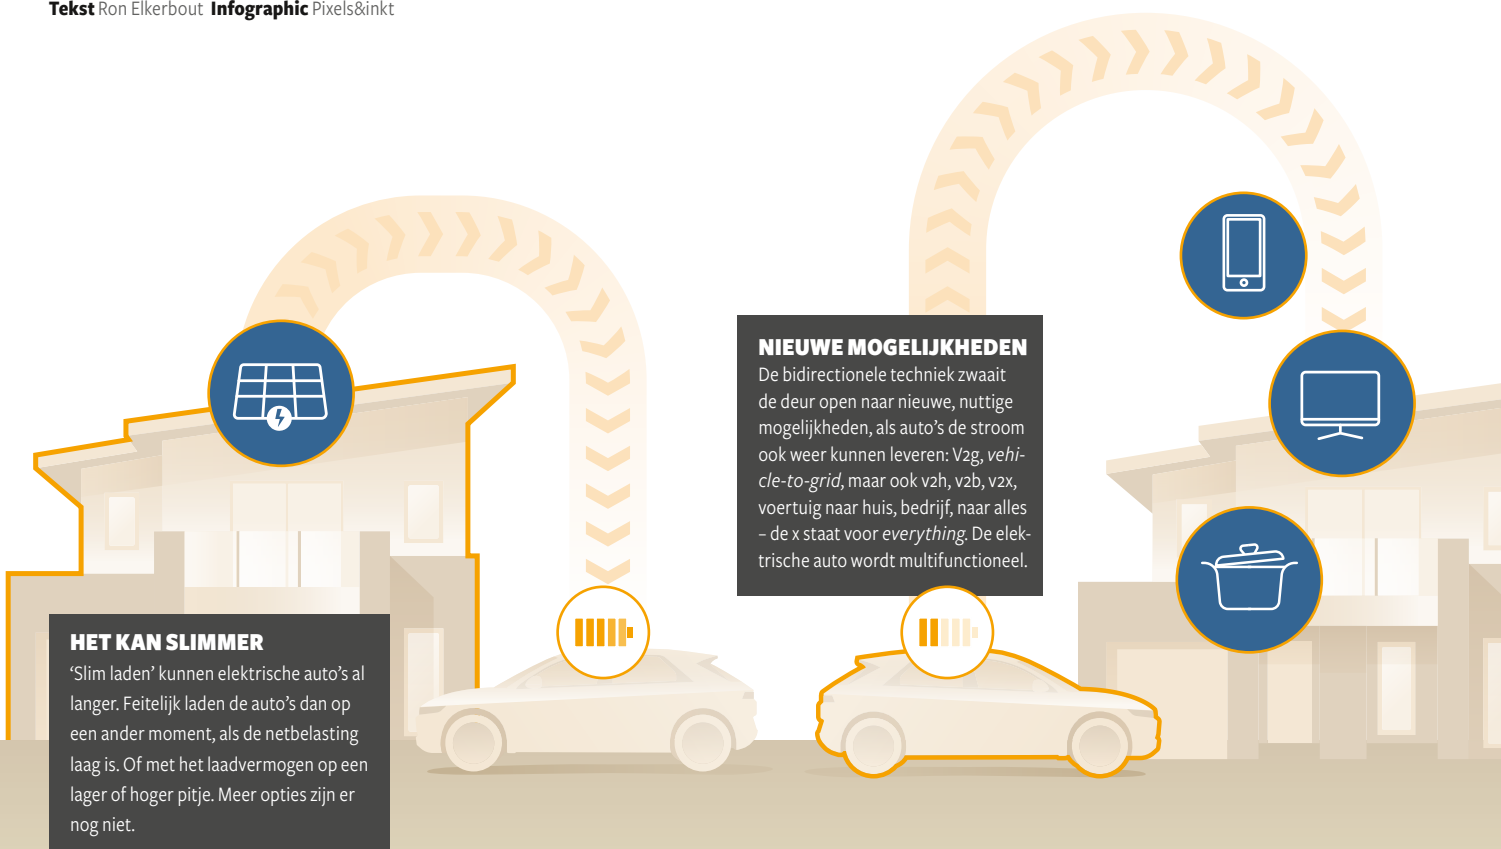 Tekst Ron Elkerbout Infographic Pixels&inkt
NIEUWE MOGELIJKHEDEN
De bidirectionele techniek zwaait
de deur open naar nieuwe, nuttige
mogelijkheden, als auto's de stroom
ook weer kunnen leveren: V2g, vehi-
cle-to-grid, maar ook v2h, v2b, v2x,
voertuig naar huis, bedrijf, naar alles
– de x staat voor everything. De elek-
trische auto wordt multifunctioneel.
HET KAN SLIMMER
‘Slim laden’ kunnen elektrische auto’s al
langer. Feitelijk laden de auto’s dan op
een ander moment, als de netbelasting
laag is. Of met het laadvermogen op een
lager of hoger pitje. Meer opties zijn er
nog niet.